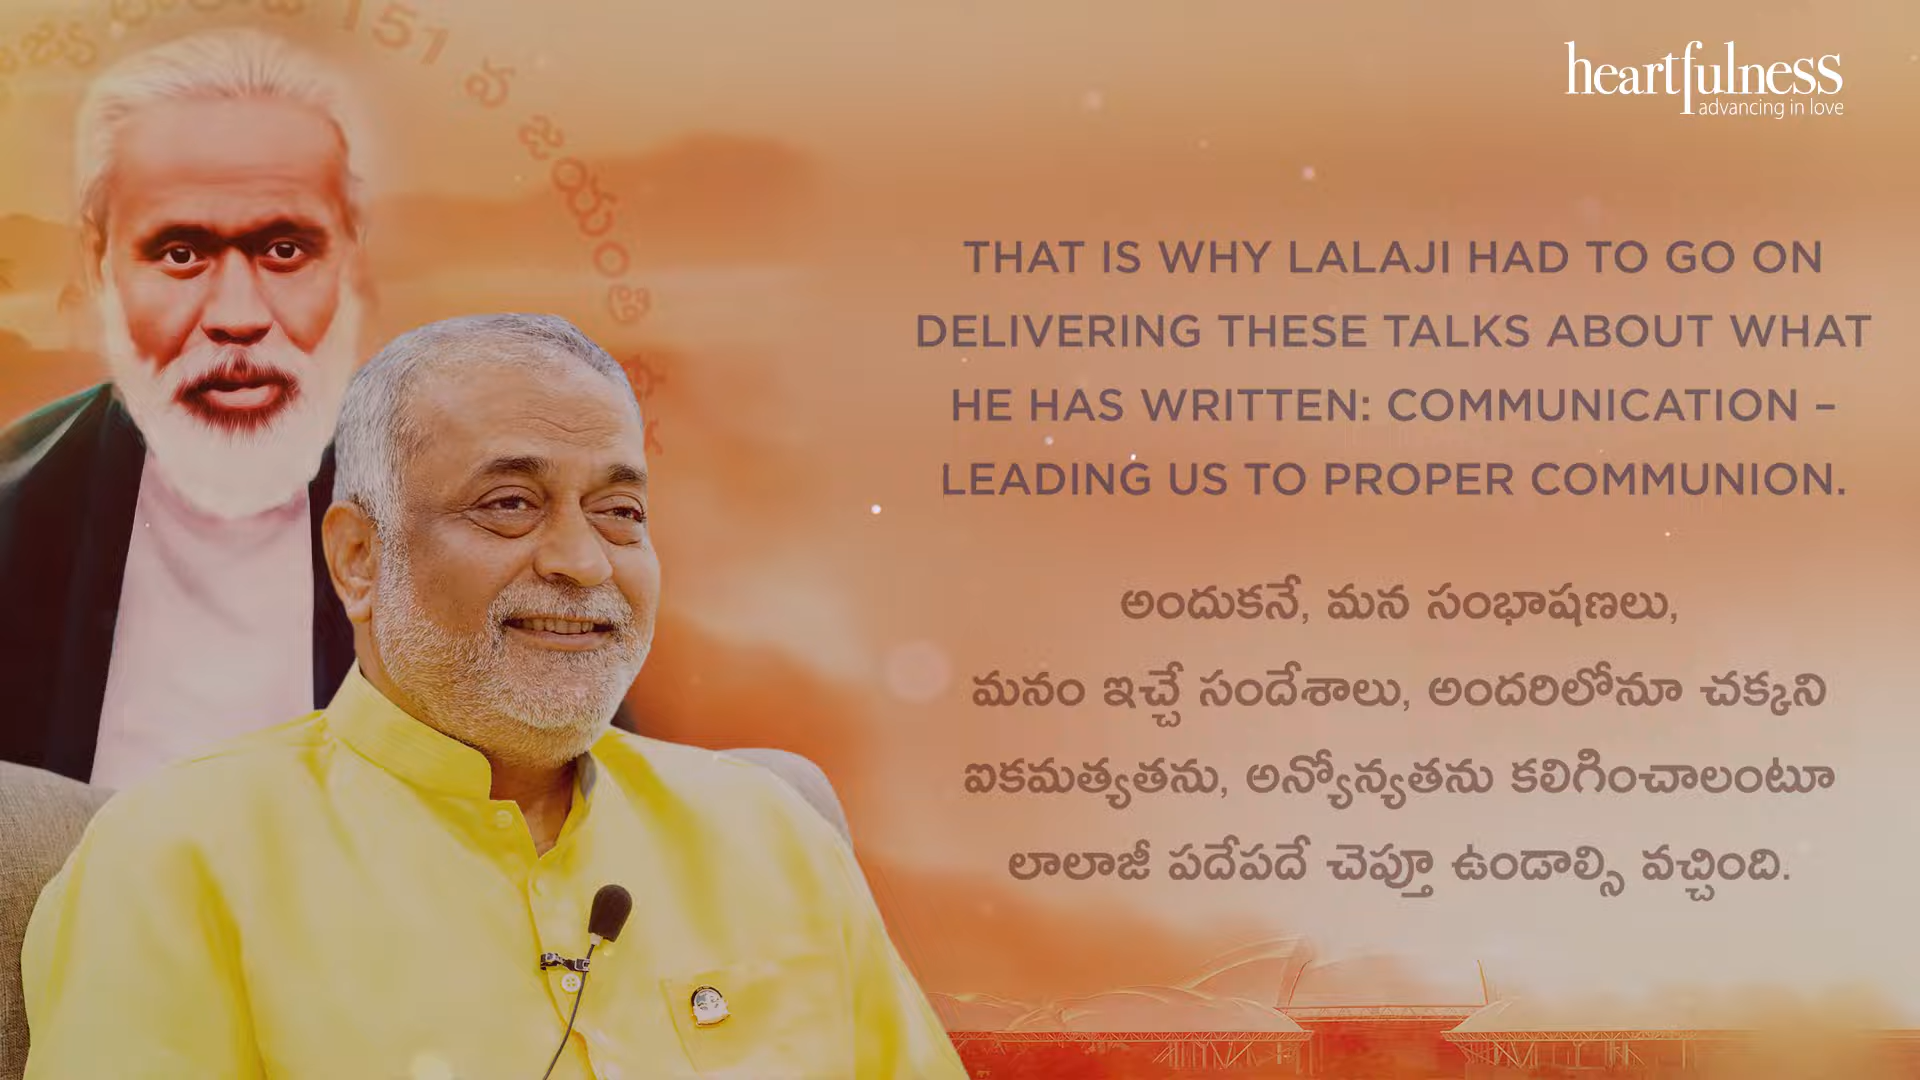 151 వ జయంతి
heartfulness
advancing in love
THAT IS WHY LALAJI HAD TO GO ON
DELIVERING THESE TALKS ABOUT WHAT
HE HAS WRITTEN: COMMUNICATION –
LEADING US TO PROPER COMMUNION.
అందుకనే, మన సంభాషణలు,
మనం ఇచ్చే సందేశాలు, అందరిలోనూ చక్కని
ఐకమత్యతను, అన్యోన్యతను కలిగించాలంటూ
లాలాజీ పదేపదే చెప్తూ ఉండాల్సి వచ్చింది.